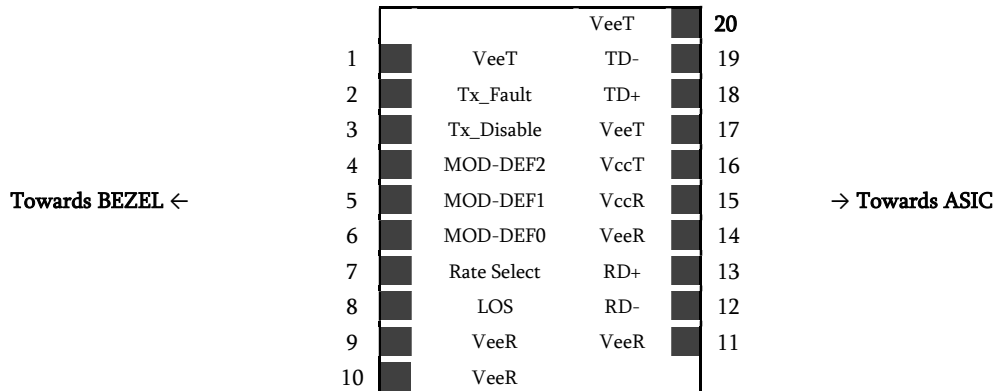 VeeT 20
1 VeeT TD- 19
2 Tx_Fault TD+ 18
3 Tx_Disable VeeT 17
4 MOD-DEF2 VccT 16
Towards BEZEL ← 5 MOD-DEF1 VccR 15 → Towards ASIC
6 MOD-DEF0 VeeR 14
7 Rate Select RD+ 13
8 LOS RD- 12
9 VeeR VeeR 11
10 VeeR